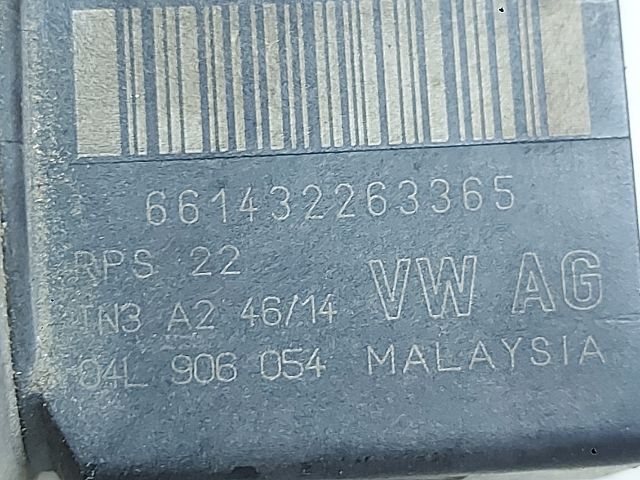 661432263365
RPS 22
TN3 A2 46/14 VW AG
04L 906 054 MALAYSIA